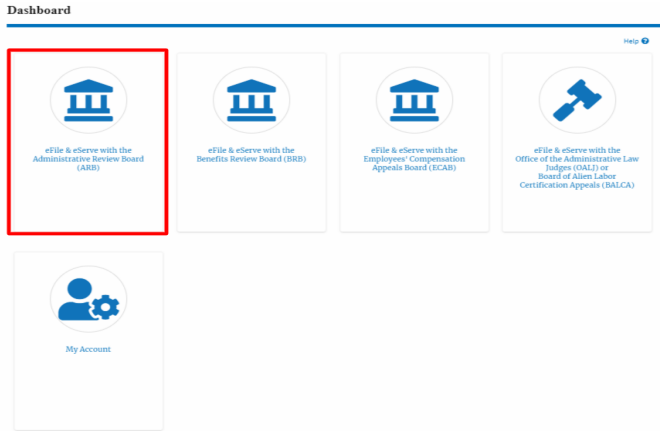 Dashboard
Help
eFile & eServe with the
Administrative Review Board
(ARB)
eFile & eServe with the
Benefits Review Board (BRB)
eFile & eServe with the
Employees' Compensation
Appeals Board (ECAB)
eFile & eServe with the
Office of the Administrative Law
Judges (OALJ) or
Board of Alien Labor
Certification Appeals (BALCA)
My Account